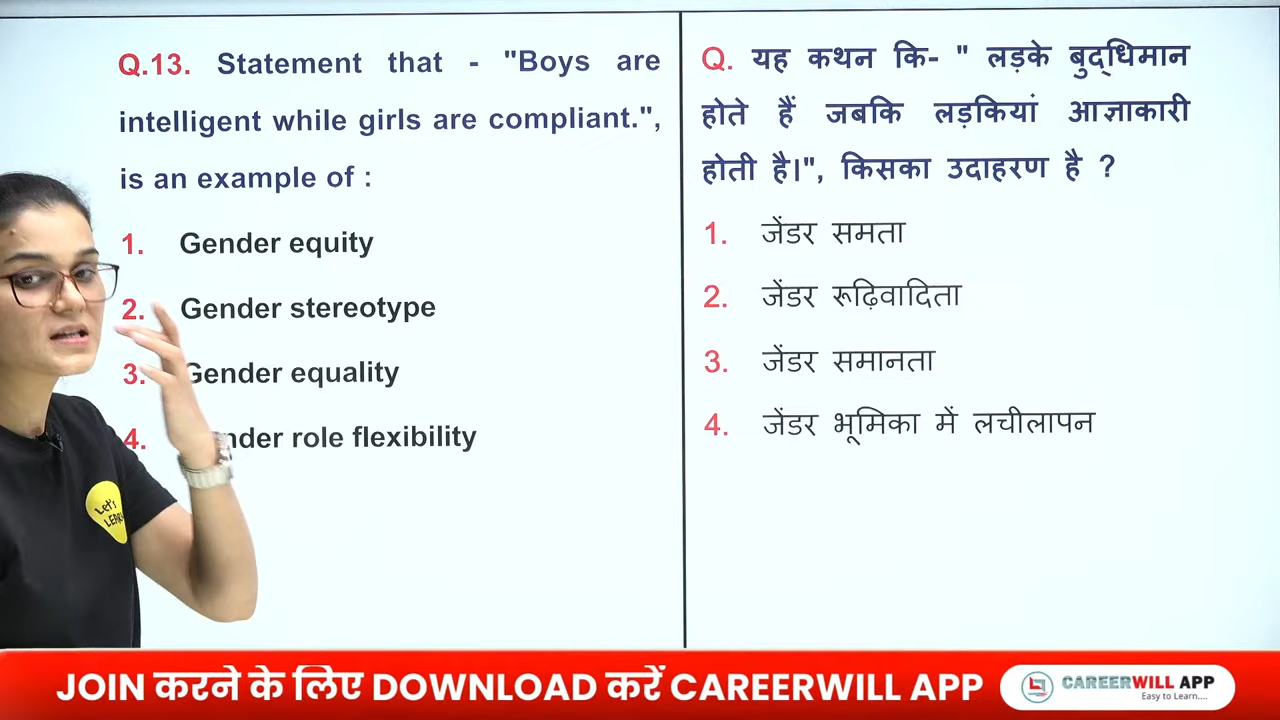 Q.13. Statement that - "Boys are
intelligent while girls are compliant.",
is an example of :
1. Gender equity
2. Gender stereotype
3. Gender equality
4. nder role flexibility
Q. यह कथन कि- " लड़के बुद्धिमान
होते हैं जबकि लड़कियां आज्ञाकारी
होती है।", किसका उदाहरण है ?
1. जेंडर समता
2. जेंडर रूढ़िवादिता
3. जेंडर समानता
4. जेंडर भूमिका में लचीलापन
Let's
LEARN
JOIN करने के लिए DOWNLOAD करें CAREERWILL APP
CAREERWILL APP
Easy to Learn....